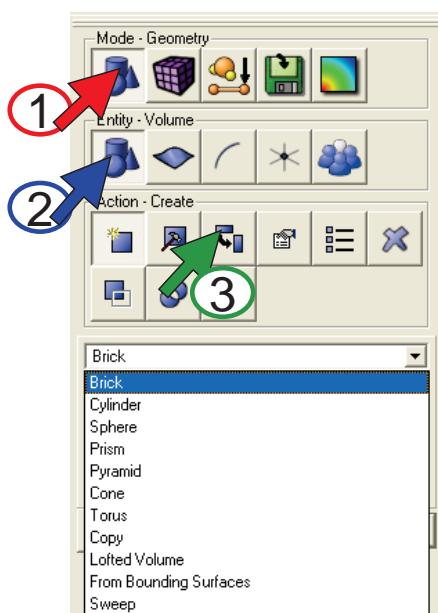 Mode - Geometry
1
Entity - Volume
2
Action - Create
3
Brick
Brick
Cylinder
Sphere
Prism
Pyramid
Cone
Torus
Copy
Lofted Volume
From Bounding Surfaces
Sweep